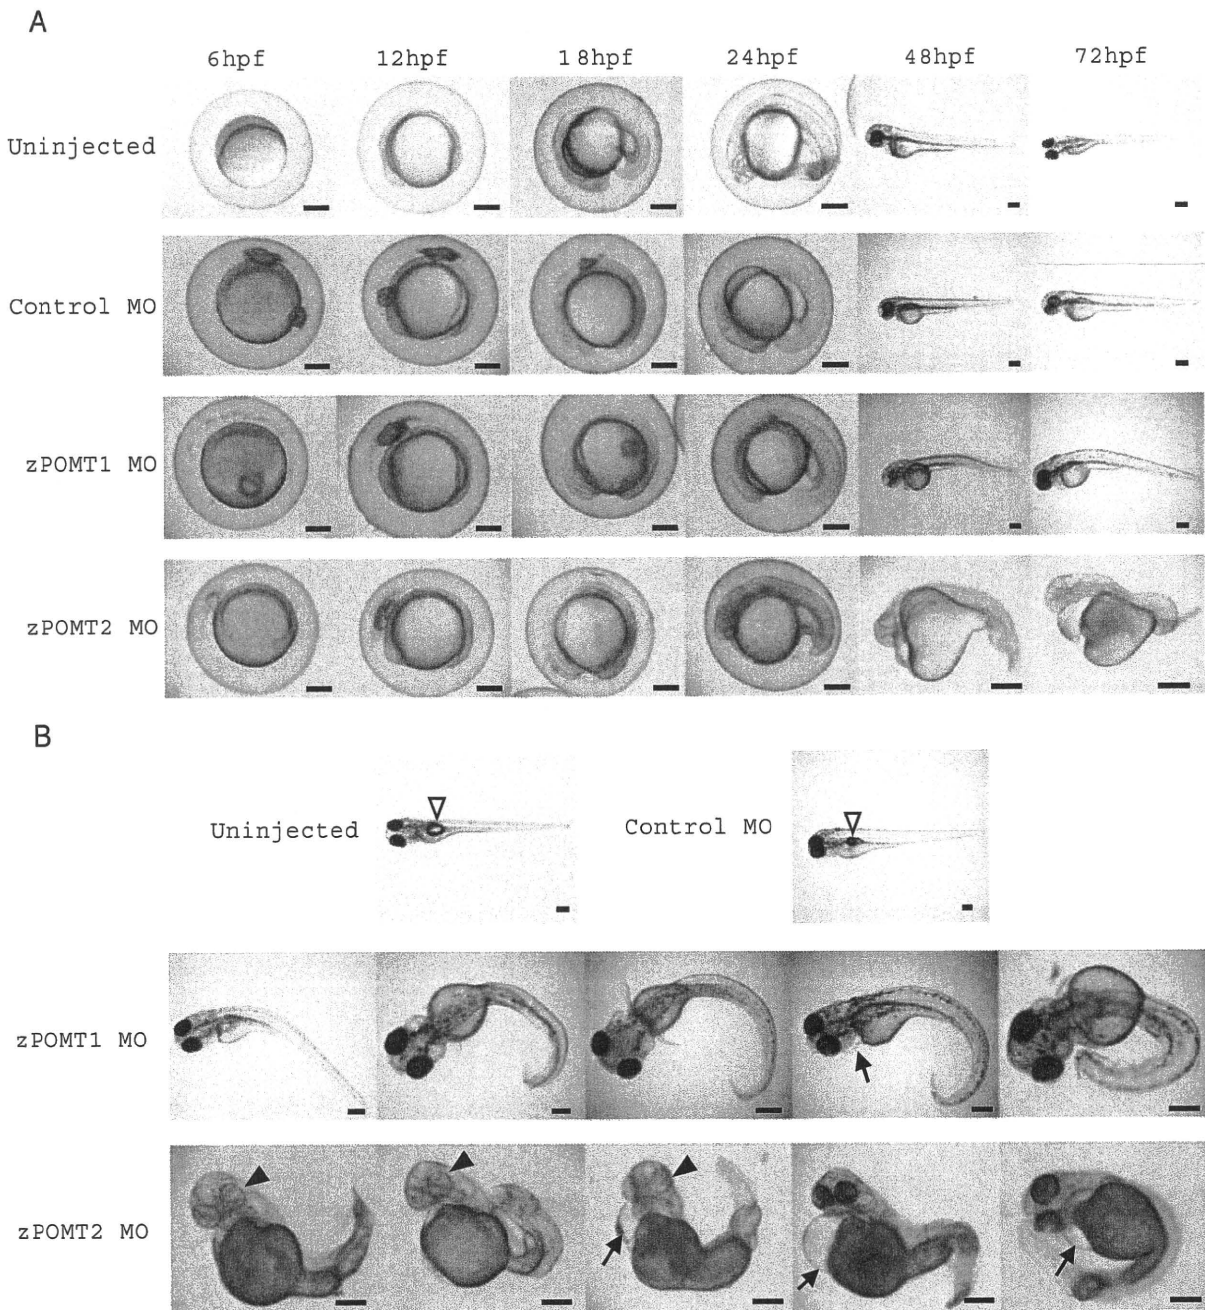 A
6hpf 12hpf 18hpf 24hpf 48hpf 72hpf
Uninjected
Control MO
zPOMT1 MO
zPOMT2 MO
B
Uninjected Control MO
zPOMT1 MO
zPOMT2 MO